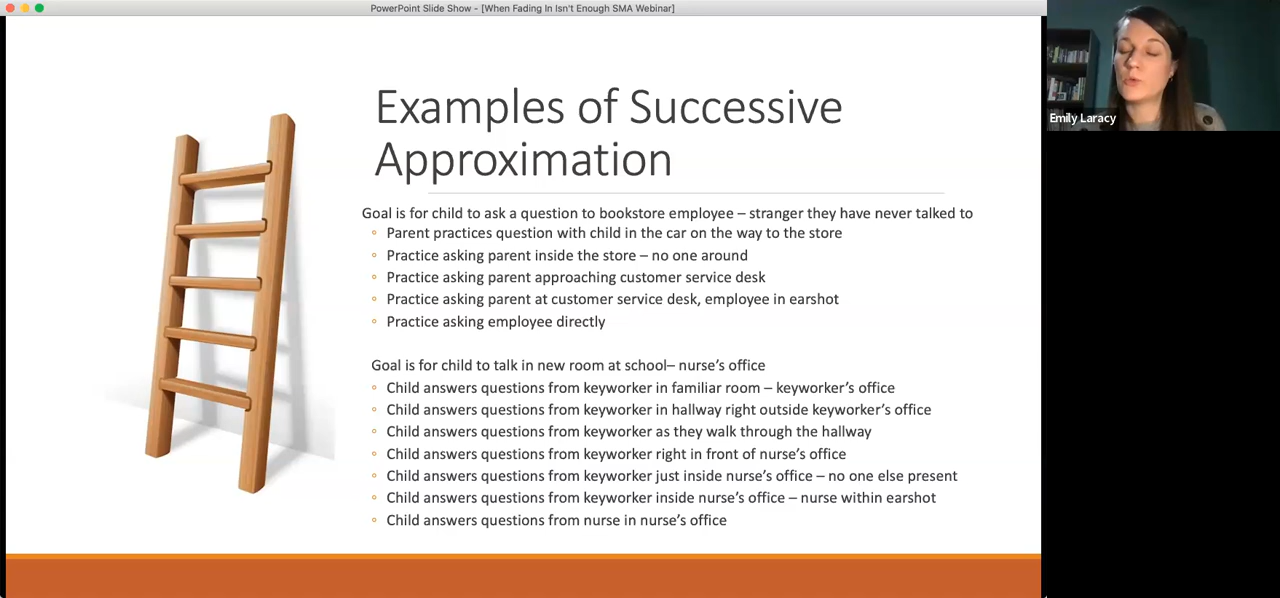 PowerPoint Slide Show - [When Fading In Isn't Enough SMA Webinar]
Emily Laracy
Examples of Successive
Approximation
Goal is for child to ask a question to bookstore employee – stranger they have never talked to
◦ Parent practices question with child in the car on the way to the store
◦ Practice asking parent inside the store – no one around
◦ Practice asking parent approaching customer service desk
◦ Practice asking parent at customer service desk, employee in earshot
◦ Practice asking employee directly
Goal is for child to talk in new room at school– nurse's office
◦ Child answers questions from keyworker in familiar room – keyworker's office
◦ Child answers questions from keyworker in hallway right outside keyworker's office
◦ Child answers questions from keyworker as they walk through the hallway
◦ Child answers questions from keyworker right in front of nurse's office
◦ Child answers questions from keyworker just inside nurse's office – no one else present
◦ Child answers questions from keyworker inside nurse's office – nurse within earshot
◦ Child answers questions from nurse in nurse's office